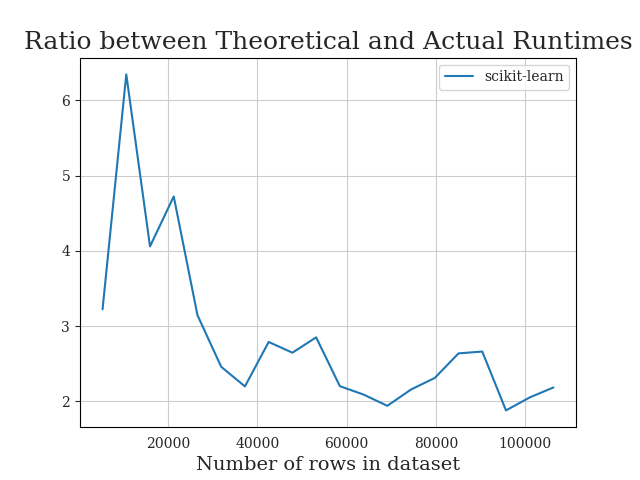 Ratio between Theoretical and Actual Runtimes
scikit-learn
6
5
4
3
2
20000 40000 60000 80000 100000
Number of rows in dataset